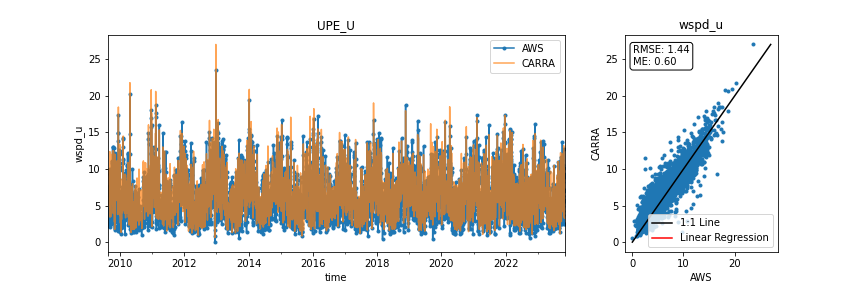 UPE_U
wspd_u
25
20
15
10
5
0
AWS
CARRA
2010
2012
2014
2016
2018
2020
2022
time
wspd_u
CARRA
25
20
15
10
5
0
RMSE: 1.44
ME: 0.60
1:1 Line
Linear Regression
0
10
20
AWS